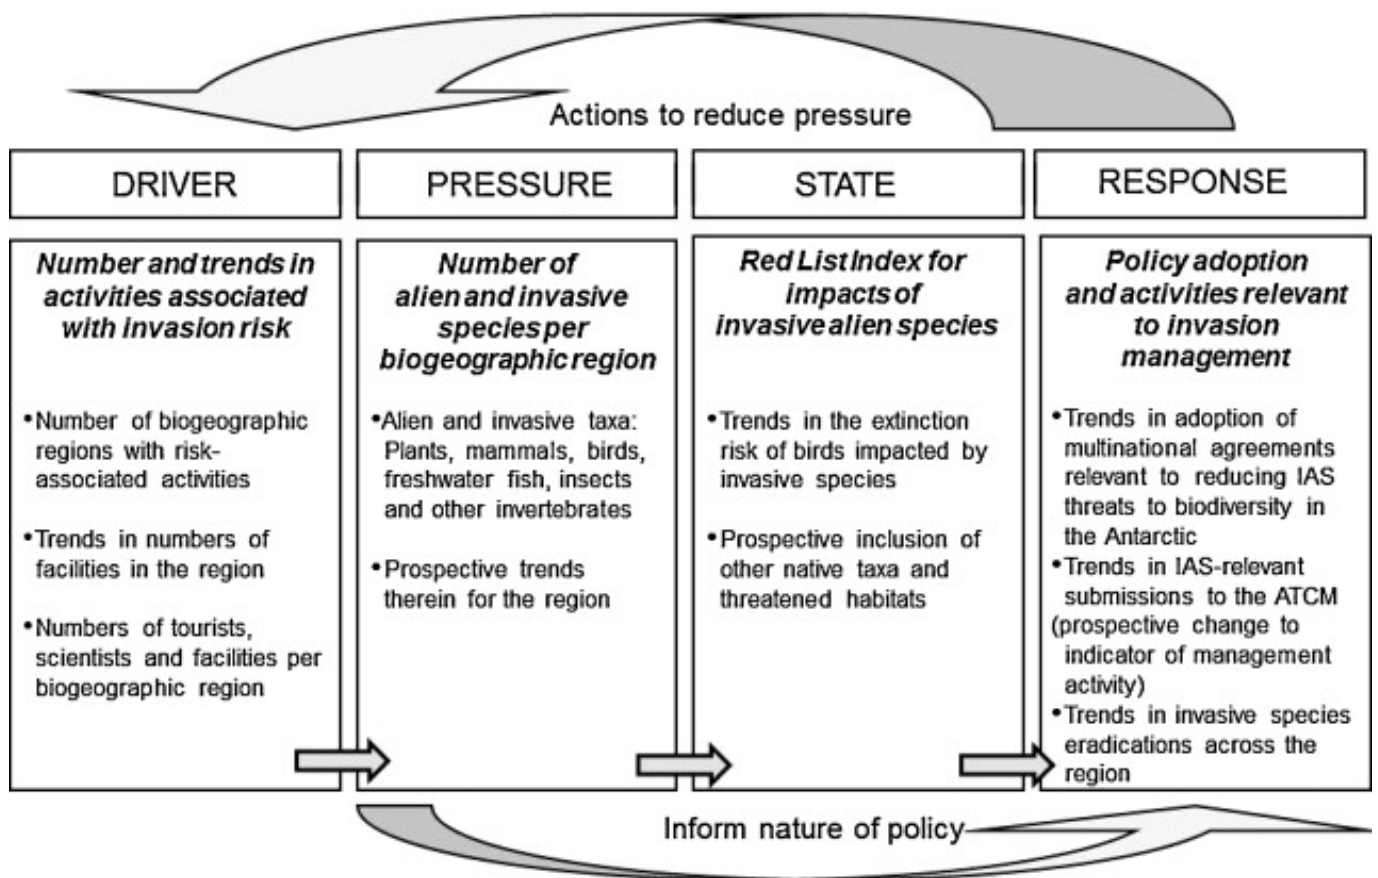 Actions to reduce pressure
DRIVER
PRESSURE
STATE
RESPONSE
Number and trends in
activities associated
with invasion risk
•Number of biogeographic
regions with risk-
associated activities
•Trends in numbers of
facilities in the region
•Numbers of tourists,
scientists and facilities per
biogeographic region
Number of
alien and invasive
species per
biogeographic region
•Alien and invasive taxa:
Plants, mammals, birds,
freshwater fish, insects
and other invertebrates
•Prospective trends
therein for the region
Red List Index for
impacts of
invasive alien species
•Trends in the extinction
risk of birds impacted by
invasive species
•Prospective inclusion of
other native taxa and
threatened habitats
Policy adoption
and activities relevant
to invasion
management
•Trends in adoption of
multinational agreements
relevant to reducing IAS
threats to biodiversity in
the Antarctic
•Trends in IAS-relevant
submissions to the ATCM
(prospective change to
indicator of management
activity)
•Trends in invasive species
eradications across the
region
Inform nature of policy